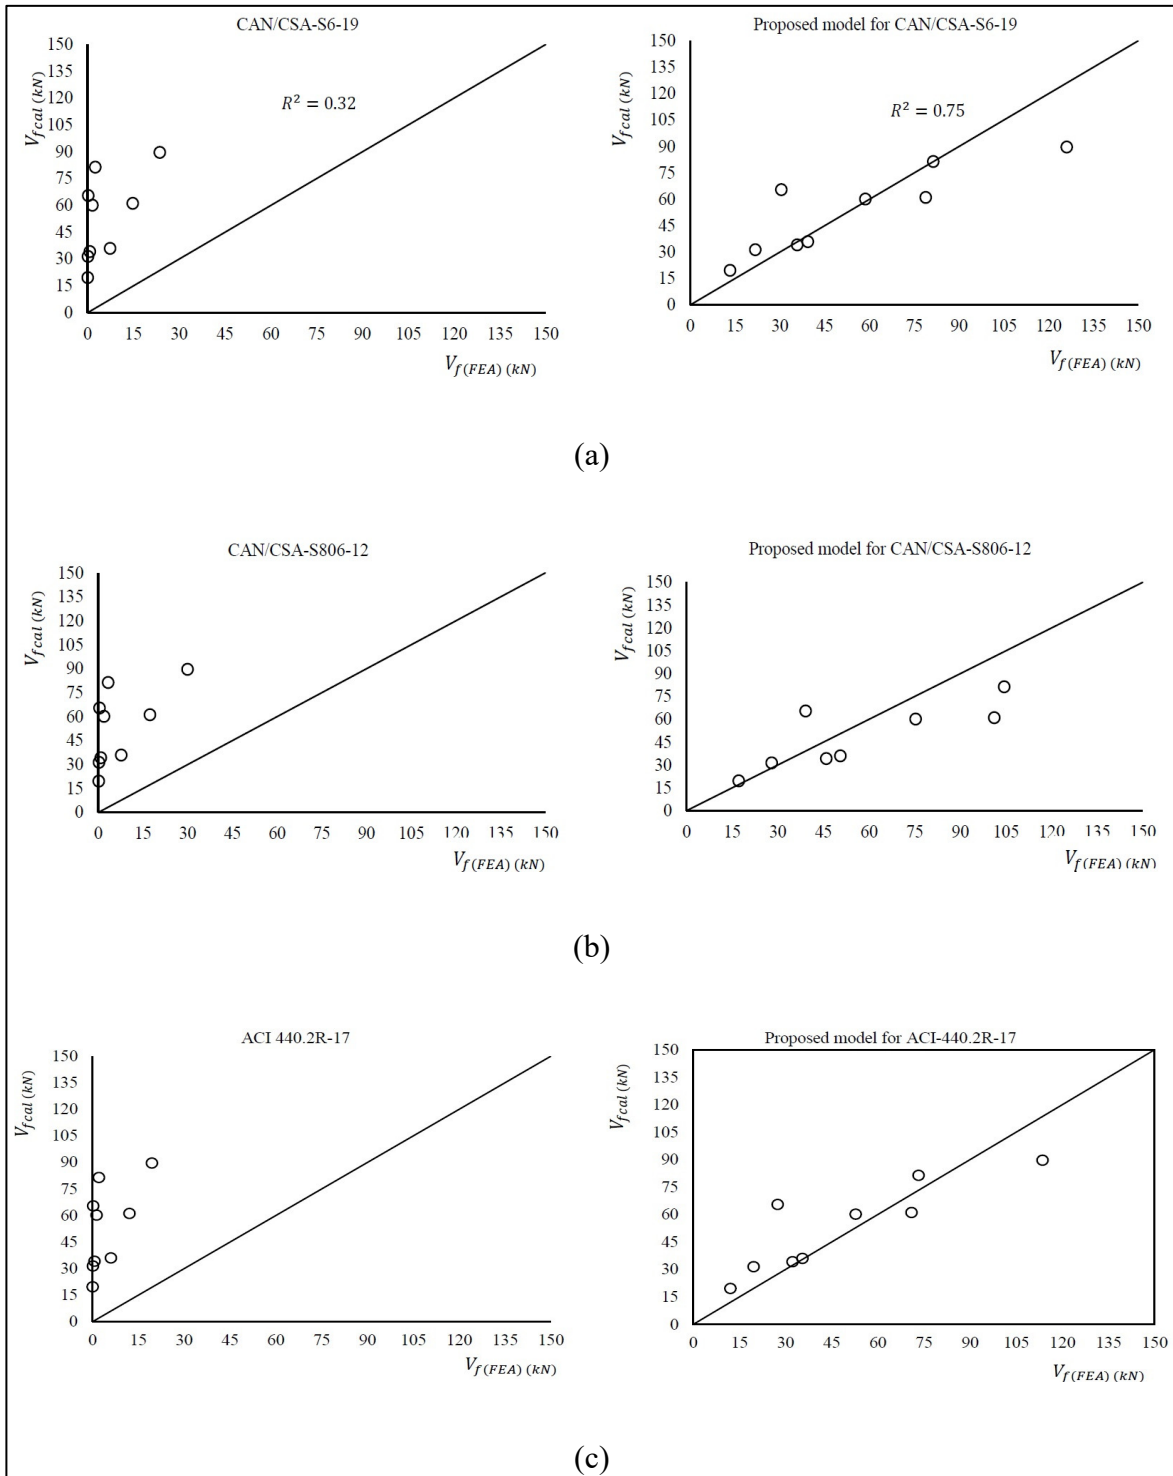 CAN/CSA-S6-19
V_fcal (kN)
150
135
120
105
90
75
60
45
30
15
0
R² = 0.32
0 15 30 45 60 75 90 105 120 135 150
V_f(FEA) (kN)
Proposed model for CAN/CSA-S6-19
V_fcal (kN)
150
135
120
105
90
75
60
45
30
15
0
R² = 0.75
15 30 45 60 75 90 105 120 135 150
V_f(FEA) (kN)
(a)
CAN/CSA-S806-12
V_fcal (kN)
150
135
120
105
90
75
60
45
30
15
0
0 15 30 45 60 75 90 105 120 135 150
V_f(FEA) (kN)
Proposed model for CAN/CSA-S806-12
V_fcal (kN)
150
135
120
105
90
75
60
45
30
15
0
0 15 30 45 60 75 90 105 120 135 150
V_f(FEA) (kN)
(b)
ACI 440.2R-17
V_fcal (kN)
150
135
120
105
90
75
60
45
30
15
0
0 15 30 45 60 75 90 105 120 135 150
V_f(FEA) (kN)
Proposed model for ACI-440.2R-17
V_fcal (kN)
150
135
120
105
90
75
60
45
30
15
0
0 15 30 45 60 75 90 105 120 135 150
V_f(FEA) (kN)
(c)